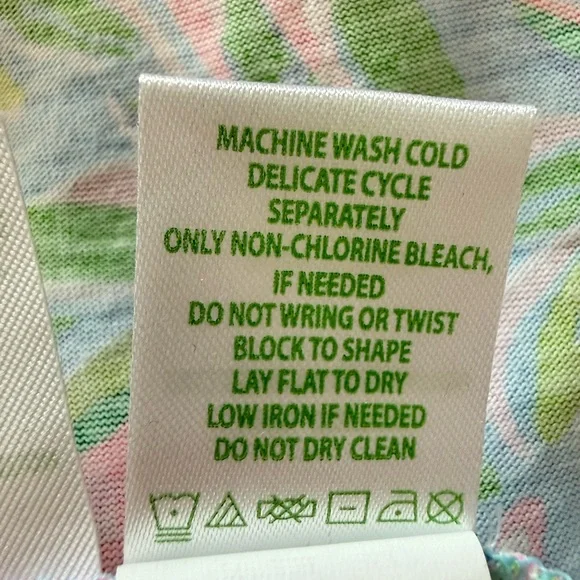 MACHINE WASH COLD
DELICATE CYCLE
SEPARATELY
ONLY NON-CHLORINE BLEACH,
IF NEEDED
DO NOT WRING OR TWIST
BLOCK TO SHAPE
LAY FLAT TO DRY
LOW IRON IF NEEDED
DO NOT DRY CLEAN